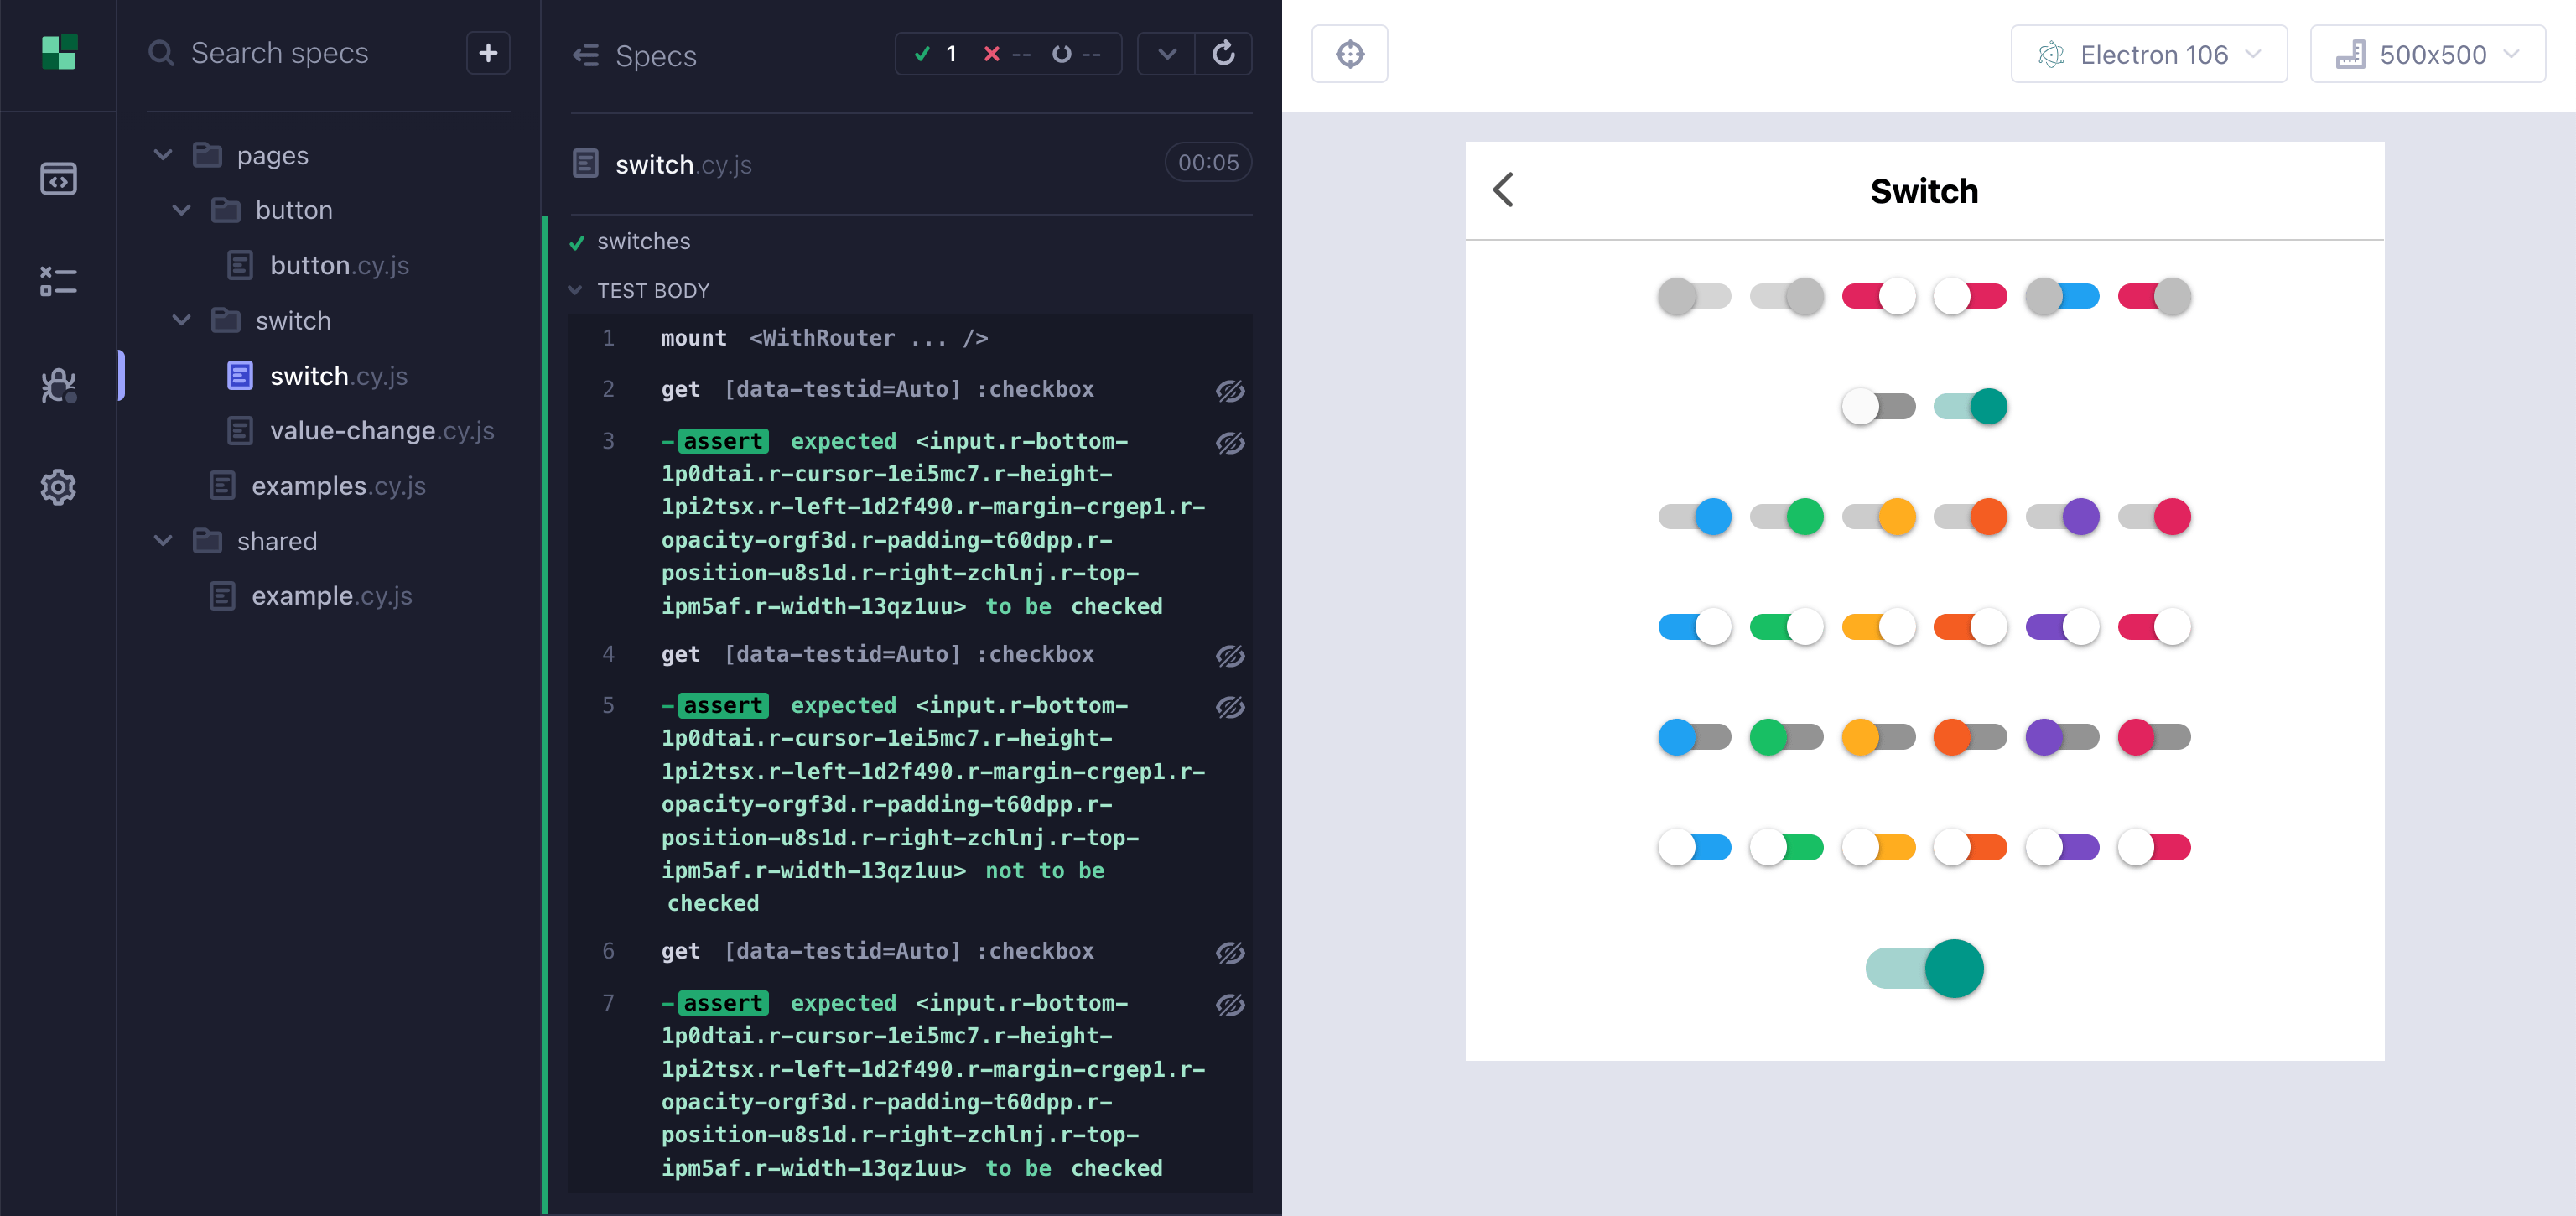 Search specs
+
pages
button
button.cy.js
switch
switch.cy.js
value-change.cy.js
examples.cy.js
shared
example.cy.js
Specs
1 -- --
switch.cy.js 00:05
switches
TEST BODY
1 mount <WithRouter ... />
2 get [data-testid=Auto] :checkbox
3 -assert expected <input.r-bottom-
1p0dtai.r-cursor-1ei5mc7.r-height-
1pi2tsx.r-left-1d2f490.r-margin-crgep1.r-
opacity-orgf3d.r-padding-t60dpp.r-
position-u8s1d.r-right-zchlnj.r-top-
ipm5af.r-width-13qz1uu> to be checked
4 get [data-testid=Auto] :checkbox
5 -assert expected <input.r-bottom-
1p0dtai.r-cursor-1ei5mc7.r-height-
1pi2tsx.r-left-1d2f490.r-margin-crgep1.r-
opacity-orgf3d.r-padding-t60dpp.r-
position-u8s1d.r-right-zchlnj.r-top-
ipm5af.r-width-13qz1uu> not to be
checked
6 get [data-testid=Auto] :checkbox
7 -assert expected <input.r-bottom-
1p0dtai.r-cursor-1ei5mc7.r-height-
1pi2tsx.r-left-1d2f490.r-margin-crgep1.r-
opacity-orgf3d.r-padding-t60dpp.r-
position-u8s1d.r-right-zchlnj.r-top-
ipm5af.r-width-13qz1uu> to be checked
Electron 106
500x500
Switch